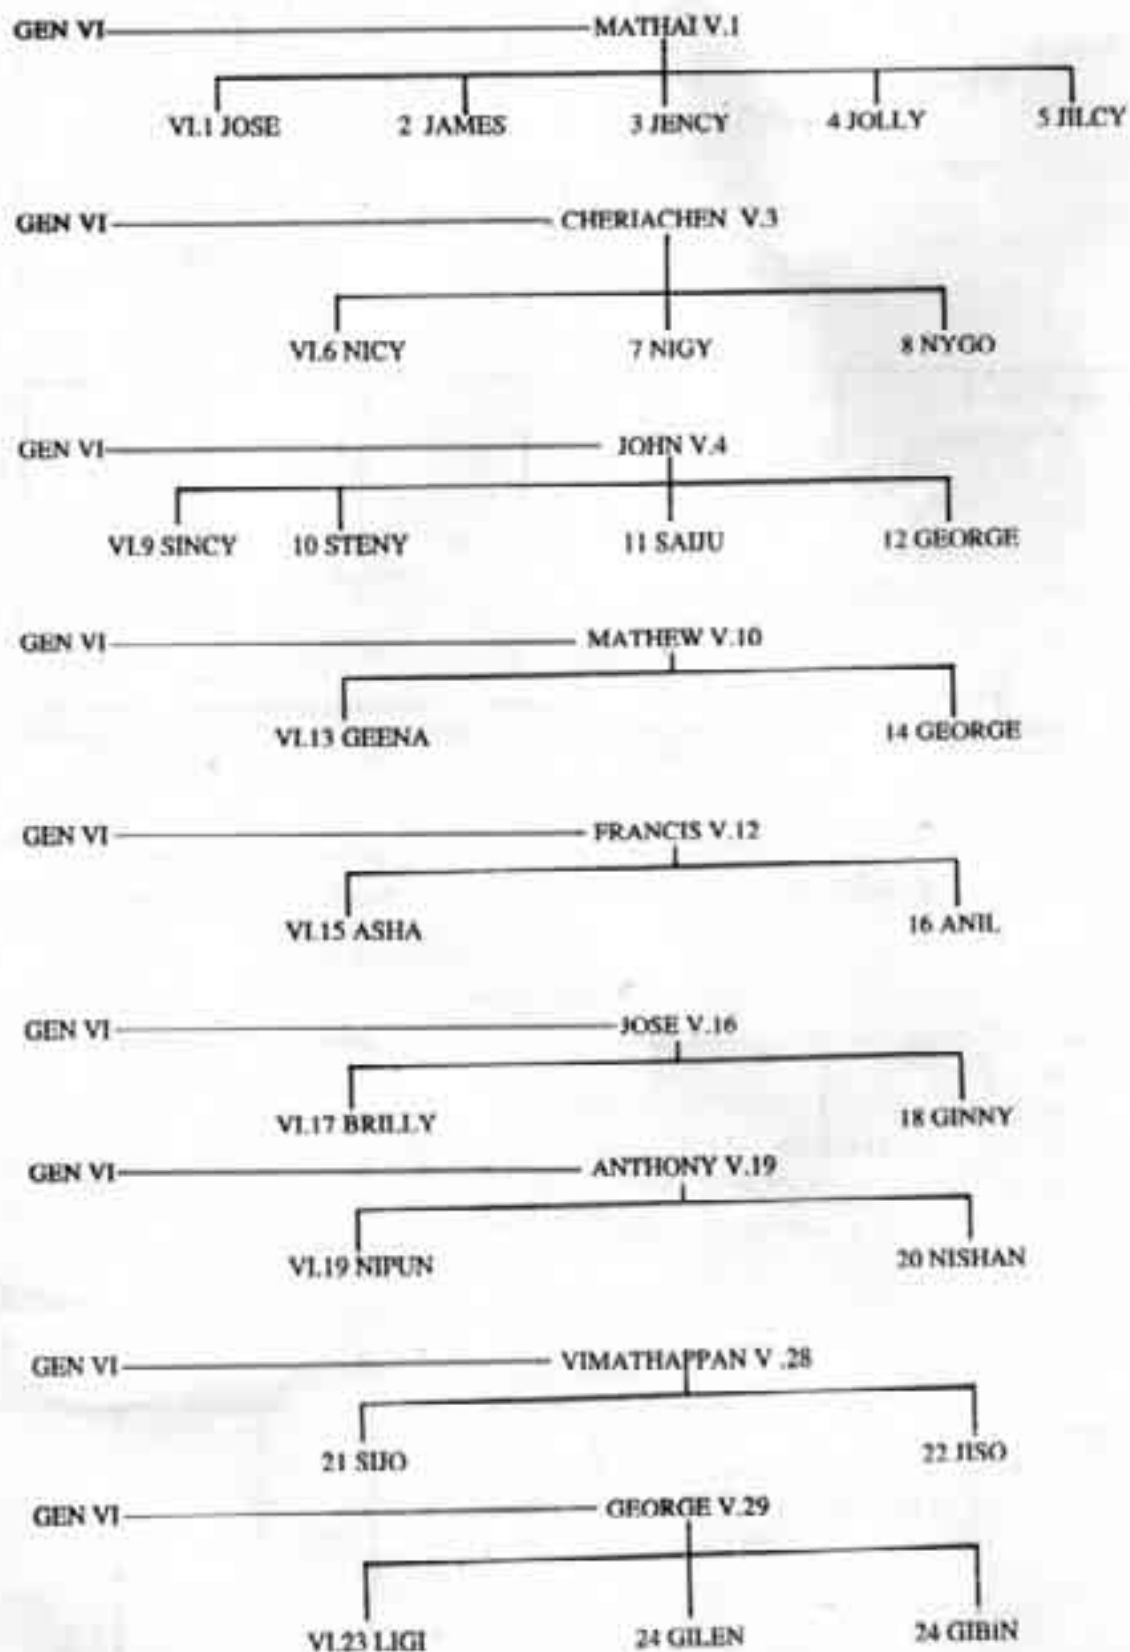 GEN VI MATHAI V.1
VI.1 JOSE 2 JAMES 3 JENCY 4 JOLLY 5 JILCY
GEN VI CHERIACHEN V.3
VI.6 NICY 7 NIGY 8 NYGO
GEN VI JOHN V.4
VI.9 SINCY 10 STENY 11 SAIJU 12 GEORGE
GEN VI MATHEW V.10
VI.13 GEENA 14 GEORGE
GEN VI FRANCIS V.12
VI.15 ASHA 16 ANIL
GEN VI JOSE V.16
VI.17 BRILLY 18 GINNY
GEN VI ANTHONY V.19
VI.19 NIPUN 20 NISHAN
GEN VI VIMATHAPPAN V .28
21 SIJO 22 JISO
GEN VI GEORGE V.29
VI.23 LIGI 24 GILEN 24 GIBIN